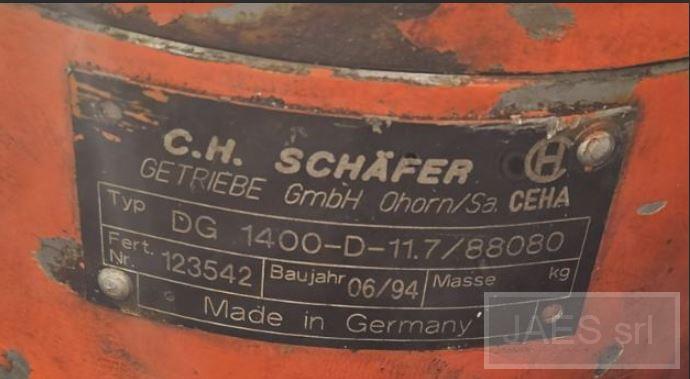 C.H. SCHÄFER
GETRIEBE GmbH Ohorn/Sa. CEHA
Typ DG 1400-D-11.7/88080
Fert. Nr. 123542 Baujahr 06/94 Masse kg
Made in Germany
JAES srl